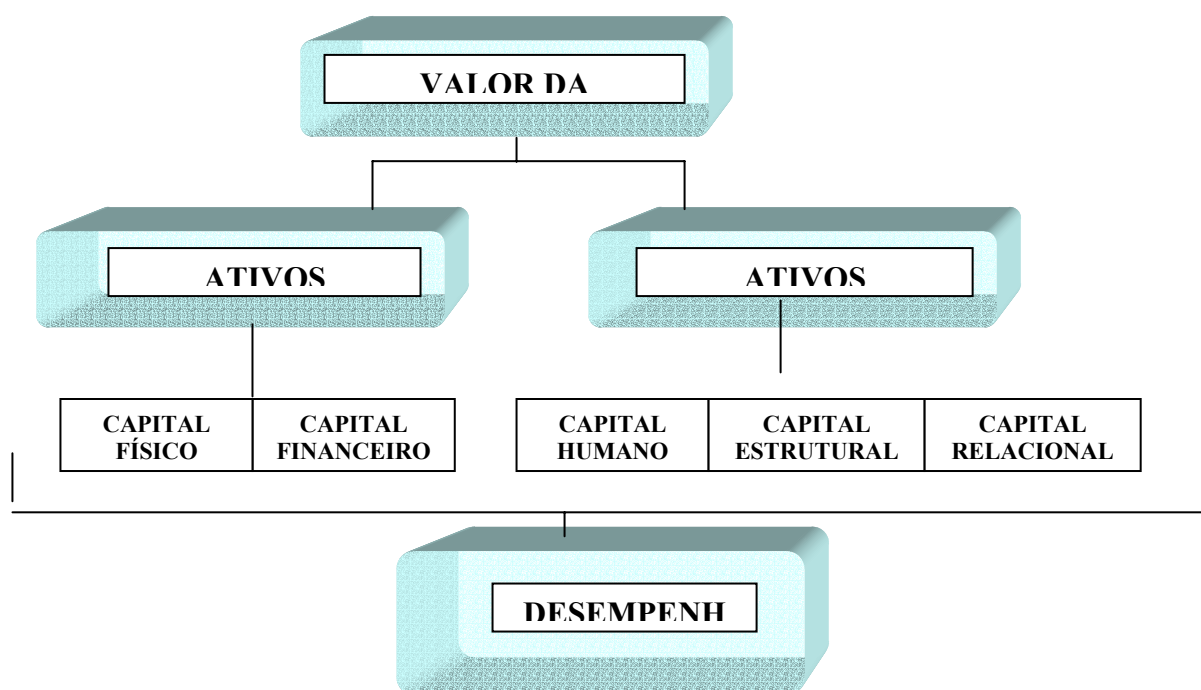 VALOR DA
ATIVOS
ATIVOS
CAPITAL
FÍSICO
CAPITAL
FINANCEIRO
CAPITAL
HUMANO
CAPITAL
ESTRUTURAL
CAPITAL
RELACIONAL
DESEMPENH